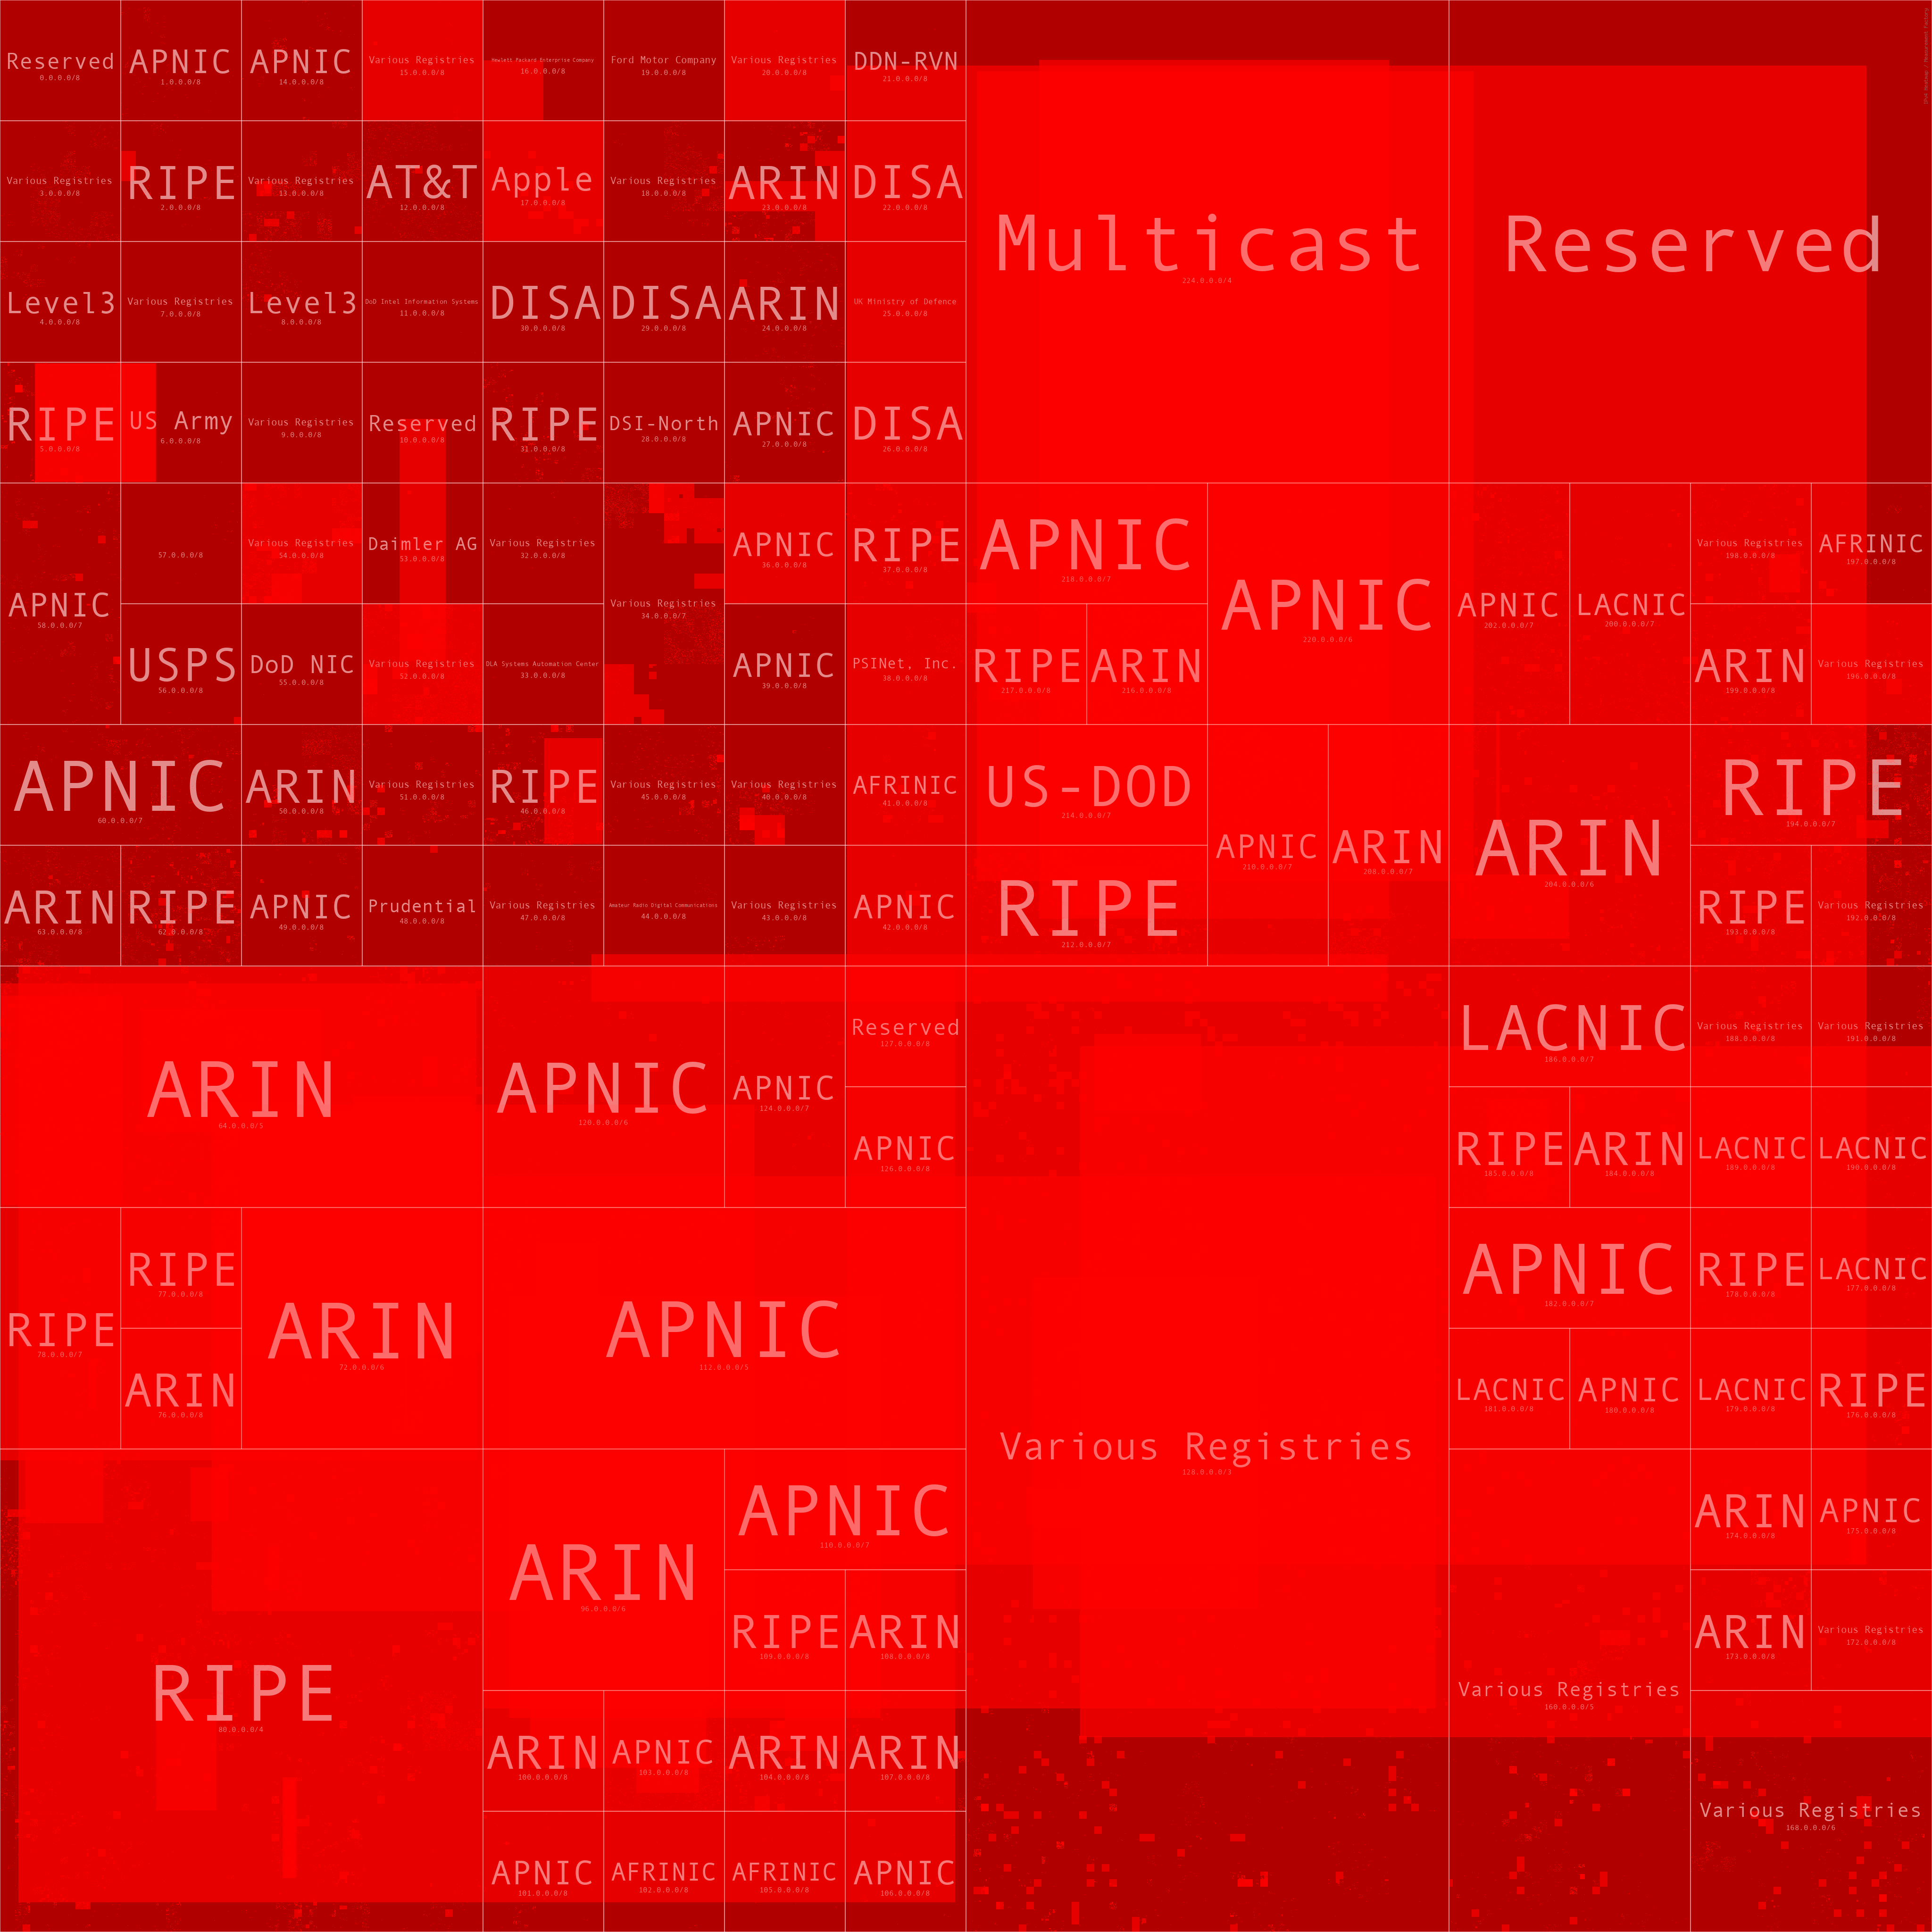 Reserved
0.0.0.0/8
APNIC
1.0.0.0/8
APNIC
14.0.0.0/8
Various Registries
15.0.0.0/8
Hewlett Packard Enterprise Company
16.0.0.0/8
Ford Motor Company
19.0.0.0/8
Various Registries
20.0.0.0/8
DDN-RVN
21.0.0.0/8
Various Registries
3.0.0.0/8
RIPE
2.0.0.0/8
Various Registries
13.0.0.0/8
AT&T
12.0.0.0/8
Apple
17.0.0.0/8
Various Registries
18.0.0.0/8
ARIN
23.0.0.0/8
DISA
22.0.0.0/8
Multicast
224.0.0.0/4
Reserved
Level3
4.0.0.0/8
Various Registries
7.0.0.0/8
Level3
8.0.0.0/8
DoD Intel Information Systems
11.0.0.0/8
DISA
30.0.0.0/8
DISA
29.0.0.0/8
ARIN
24.0.0.0/8
UK Ministry of Defence
25.0.0.0/8
RIPE
5.0.0.0/8
US Army
6.0.0.0/8
Various Registries
9.0.0.0/8
Reserved
10.0.0.0/8
RIPE
31.0.0.0/8
DSI-North
28.0.0.0/8
APNIC
27.0.0.0/8
DISA
26.0.0.0/8
APNIC
58.0.0.0/7
57.0.0.0/8
Various Registries
54.0.0.0/8
Daimler AG
53.0.0.0/8
Various Registries
32.0.0.0/8
Various Registries
34.0.0.0/7
APNIC
36.0.0.0/8
RIPE
37.0.0.0/8
APNIC
218.0.0.0/7
APNIC
220.0.0.0/6
APNIC
202.0.0.0/7
LACNIC
200.0.0.0/7
Various Registries
198.0.0.0/8
AFRINIC
197.0.0.0/8
USPS
56.0.0.0/8
DoD NIC
55.0.0.0/8
Various Registries
52.0.0.0/8
DLA Systems Automation Center
33.0.0.0/8
APNIC
39.0.0.0/8
PSINet, Inc.
38.0.0.0/8
RIPE
217.0.0.0/8
ARIN
216.0.0.0/8
ARIN
199.0.0.0/8
Various Registries
196.0.0.0/8
APNIC
60.0.0.0/7
ARIN
50.0.0.0/8
Various Registries
51.0.0.0/8
RIPE
46.0.0.0/8
Various Registries
45.0.0.0/8
Various Registries
40.0.0.0/8
AFRINIC
41.0.0.0/8
US-DOD
214.0.0.0/7
APNIC
210.0.0.0/7
ARIN
208.0.0.0/7
ARIN
204.0.0.0/6
RIPE
194.0.0.0/7
ARIN
63.0.0.0/8
RIPE
62.0.0.0/8
APNIC
49.0.0.0/8
Prudential
48.0.0.0/8
Various Registries
47.0.0.0/8
Amateur Radio Digital Communications
44.0.0.0/8
Various Registries
43.0.0.0/8
APNIC
42.0.0.0/8
RIPE
212.0.0.0/7
RIPE
193.0.0.0/8
Various Registries
192.0.0.0/8
ARIN
64.0.0.0/5
APNIC
120.0.0.0/6
APNIC
124.0.0.0/7
Reserved
127.0.0.0/8
APNIC
126.0.0.0/8
LACNIC
186.0.0.0/7
Various Registries
188.0.0.0/8
Various Registries
191.0.0.0/8
RIPE
185.0.0.0/8
ARIN
184.0.0.0/8
LACNIC
189.0.0.0/8
LACNIC
190.0.0.0/8
RIPE
78.0.0.0/7
RIPE
77.0.0.0/8
ARIN
76.0.0.0/8
ARIN
72.0.0.0/6
APNIC
112.0.0.0/5
Various Registries
128.0.0.0/3
APNIC
182.0.0.0/7
RIPE
178.0.0.0/8
LACNIC
177.0.0.0/8
LACNIC
181.0.0.0/8
APNIC
180.0.0.0/8
LACNIC
179.0.0.0/8
RIPE
176.0.0.0/8
RIPE
80.0.0.0/4
ARIN
96.0.0.0/6
APNIC
110.0.0.0/7
RIPE
109.0.0.0/8
ARIN
108.0.0.0/8
Various Registries
160.0.0.0/5
ARIN
174.0.0.0/8
APNIC
175.0.0.0/8
ARIN
173.0.0.0/8
Various Registries
172.0.0.0/8
ARIN
100.0.0.0/8
APNIC
103.0.0.0/8
ARIN
104.0.0.0/8
ARIN
107.0.0.0/8
APNIC
101.0.0.0/8
AFRINIC
102.0.0.0/8
AFRINIC
105.0.0.0/8
APNIC
106.0.0.0/8
Various Registries
168.0.0.0/6